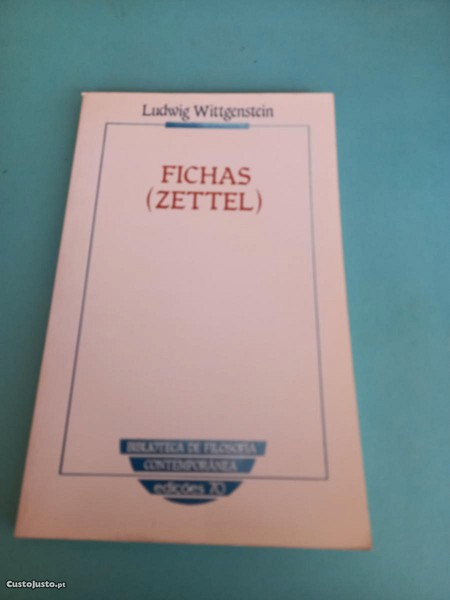 Ludwig Wittgenstein
FICHAS
(ZETTEL)
BIBLIOTECA DE FILOSOFIA
CONTEMPORÂNEA
edições 70
CustoJusto.pt